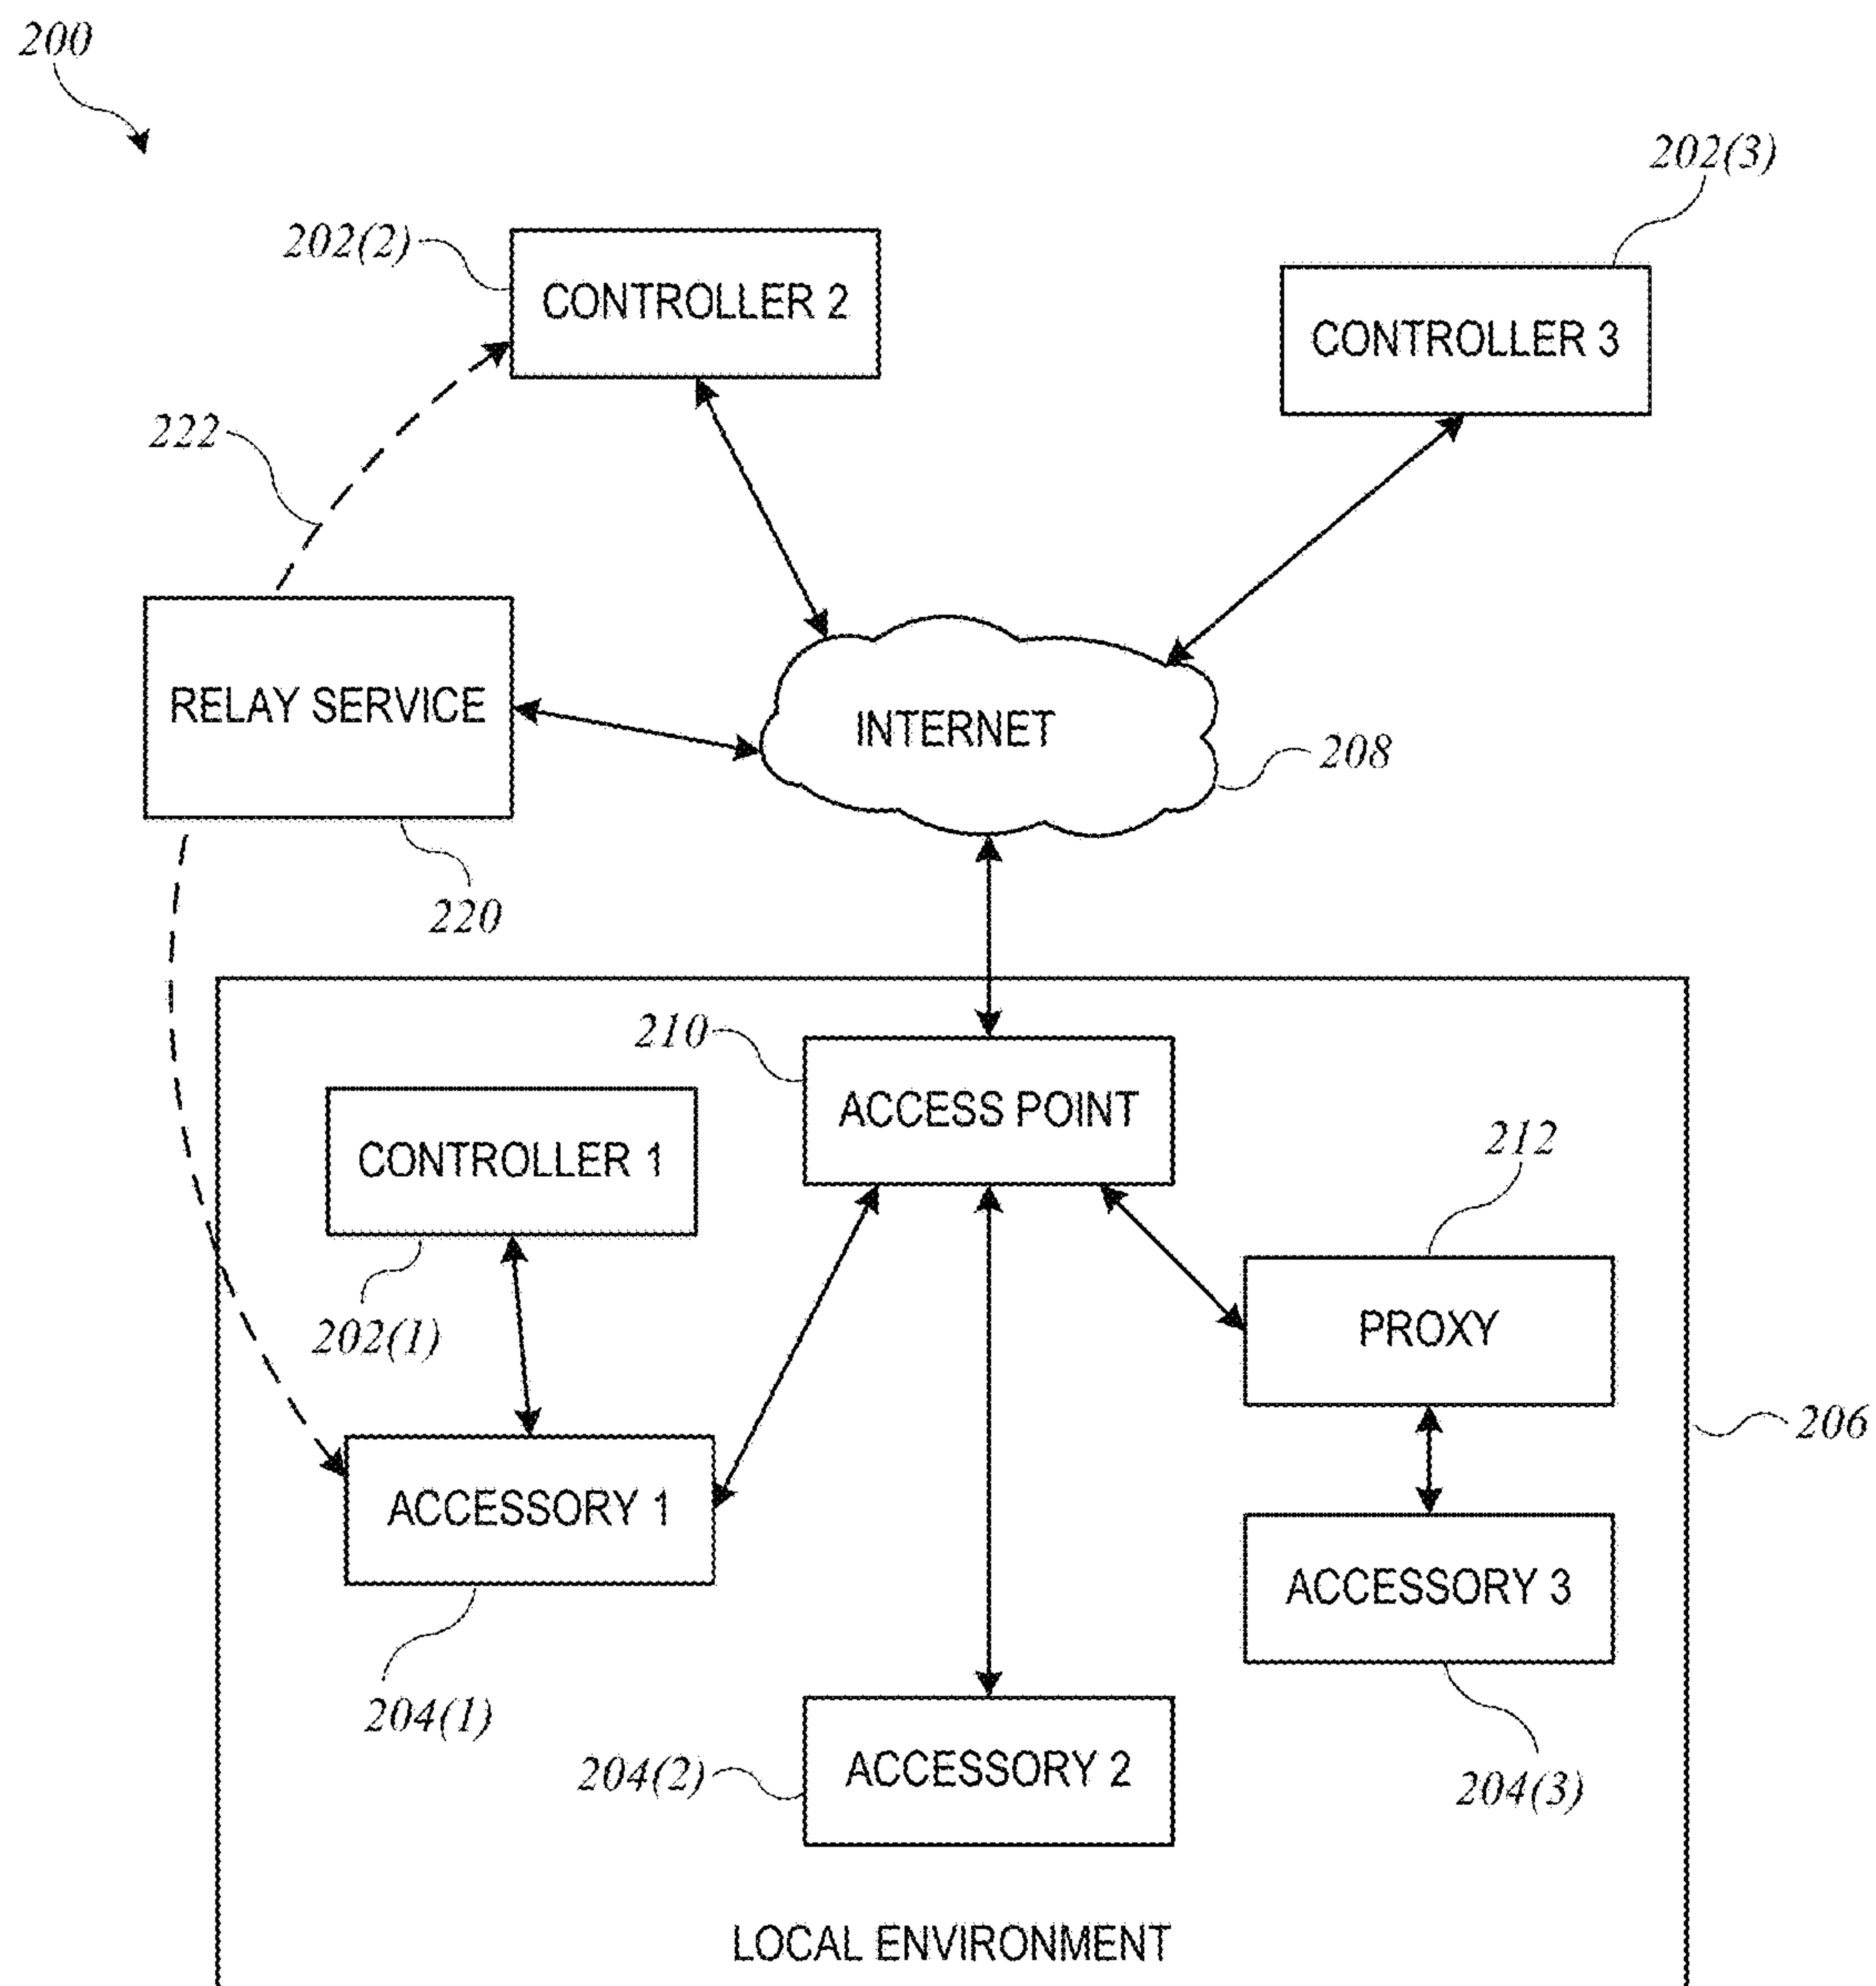 200
202(3)
202(2)
CONTROLLER 2
CONTROLLER 3
222
RELAY SERVICE
INTERNET
208
220
210
ACCESS POINT
CONTROLLER 1
212
202(1)
PROXY
206
ACCESSORY 1
ACCESSORY 3
204(1)
204(2)
ACCESSORY 2
204(3)
LOCAL ENVIRONMENT